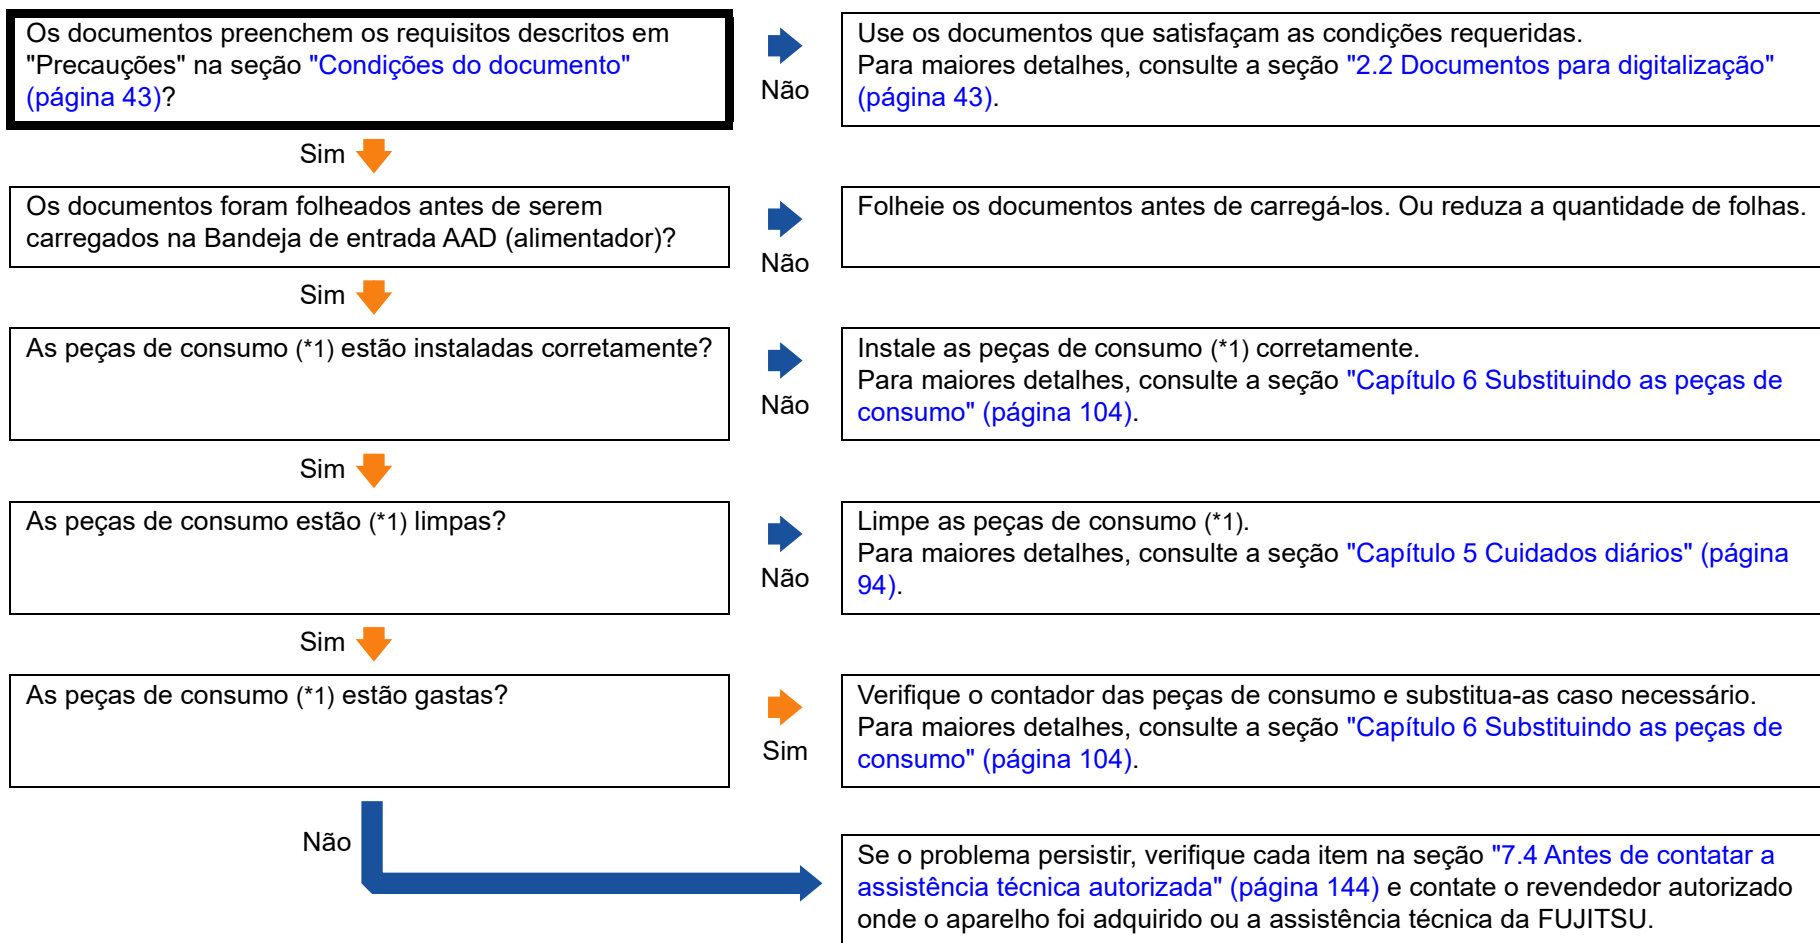 Os documentos preenchem os requisitos descritos em
"Precauções" na seção "Condições do documento"
(página 43)?
Não
Use os documentos que satisfaçam as condições requeridas.
Para maiores detalhes, consulte a seção "2.2 Documentos para digitalização"
(página 43).
Sim
Os documentos foram folheados antes de serem
carregados na Bandeja de entrada AAD (alimentador)?
Não
Folheie os documentos antes de carregá-los. Ou reduza a quantidade de folhas.
Sim
As peças de consumo (*1) estão instaladas corretamente?
Não
Instale as peças de consumo (*1) corretamente.
Para maiores detalhes, consulte a seção "Capítulo 6 Substituindo as peças de
consumo" (página 104).
Sim
As peças de consumo estão (*1) limpas?
Não
Limpe as peças de consumo (*1).
Para maiores detalhes, consulte a seção "Capítulo 5 Cuidados diários" (página
94).
Sim
As peças de consumo (*1) estão gastas?
Sim
Verifique o contador das peças de consumo e substitua-as caso necessário.
Para maiores detalhes, consulte a seção "Capítulo 6 Substituindo as peças de
consumo" (página 104).
Não
Se o problema persistir, verifique cada item na seção "7.4 Antes de contatar a
assistência técnica autorizada" (página 144) e contate o revendedor autorizado
onde o aparelho foi adquirido ou a assistência técnica da FUJITSU.